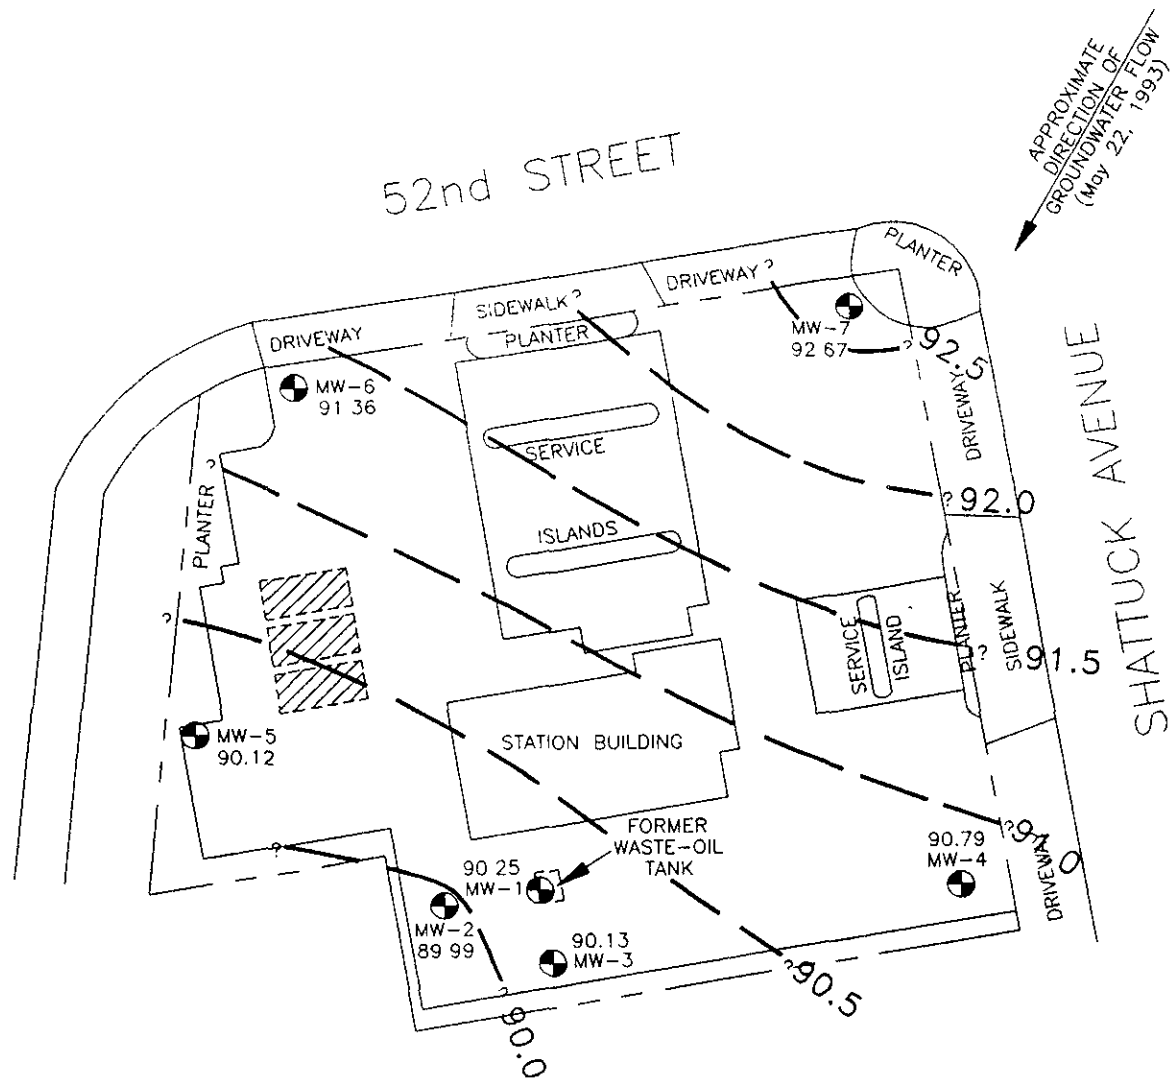 APPROXIMATE
DIRECTION OF
GROUNDWATER FLOW
(May 22, 1993)
52nd STREET
PLANTER
DRIVEWAY ?
SIDEWALK ?
PLANTER
DRIVEWAY
MW-7
92 67
? 92.5
DRIVEWAY
MW-6
91 36
SERVICE
ISLANDS
? 92.0
SHATTUCK AVENUE
?
PLANTER
?
SERVICE
ISLAND
PLANTER
SIDEWALK
? 91.5
MW-5
90.12
STATION BUILDING
FORMER
WASTE-OIL
TANK
90.79
MW-4
? 91.0
DRIVEWAY
?
90 25
MW-1
MW-2
89 99
90.13
MW-3
? 90.5
?
90.0